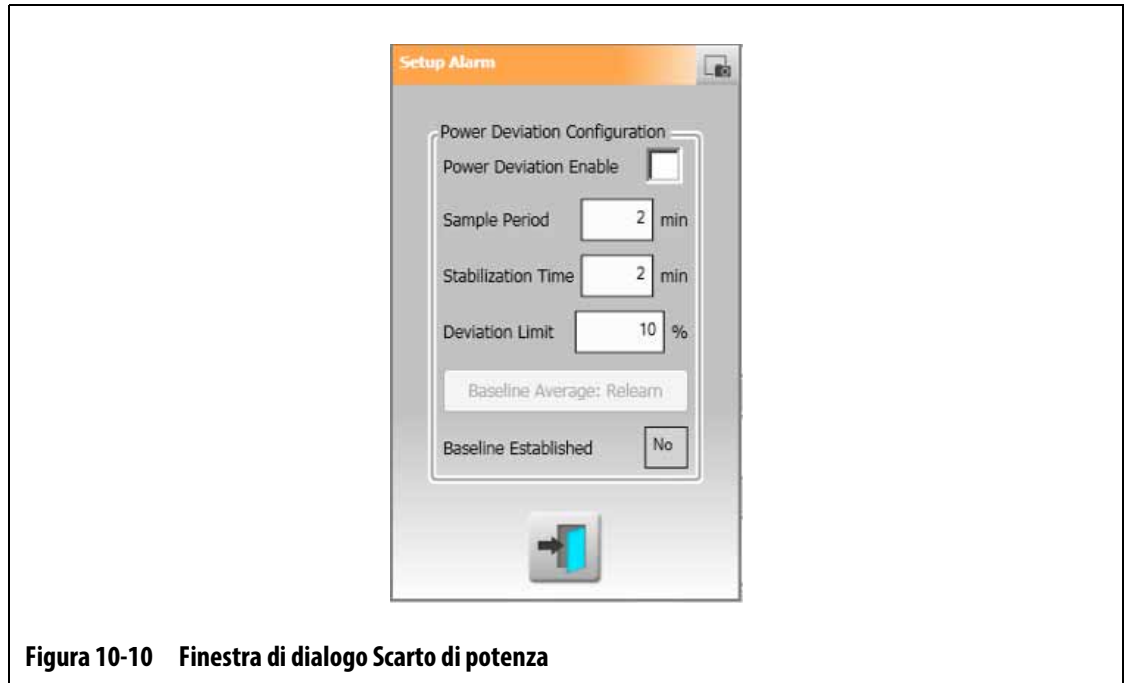 Setup Alarm
Power Deviation Configuration
Power Deviation Enable
Sample Period 2 min
Stabilization Time 2 min
Deviation Limit 10 %
Baseline Average: Relearn
Baseline Established No
Figura 10-10 Finestra di dialogo Scarto di potenza